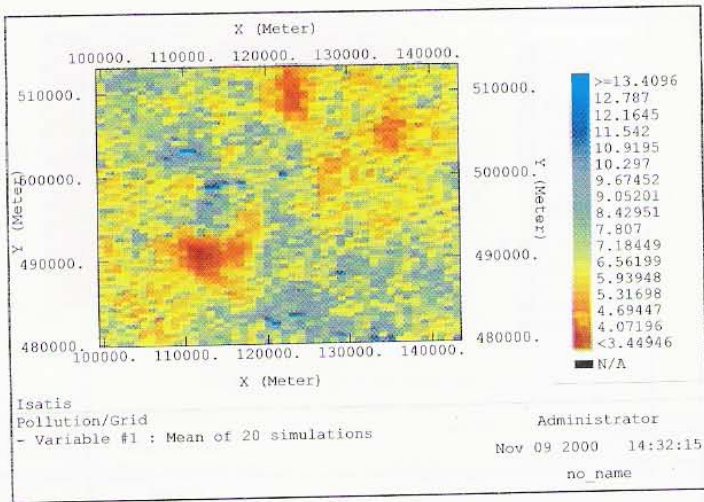 X (Meter)
100000. 110000. 120000. 130000. 140000.
510000.
500000.
490000.
480000.
Y (Meter)
510000.
500000.
490000.
480000.
Y (Meter)
100000. 110000. 120000. 130000. 140000.
X (Meter)
>=13.4096
12.787
12.1645
11.542
10.9195
10.297
9.67452
9.05201
8.42951
7.807
7.18449
6.56199
5.93948
5.31698
4.69447
4.07196
<3.44946
N/A
Isatis
Pollution/Grid
- Variable #1 : Mean of 20 simulations
Administrator
Nov 09 2000 14:32:15
no_name